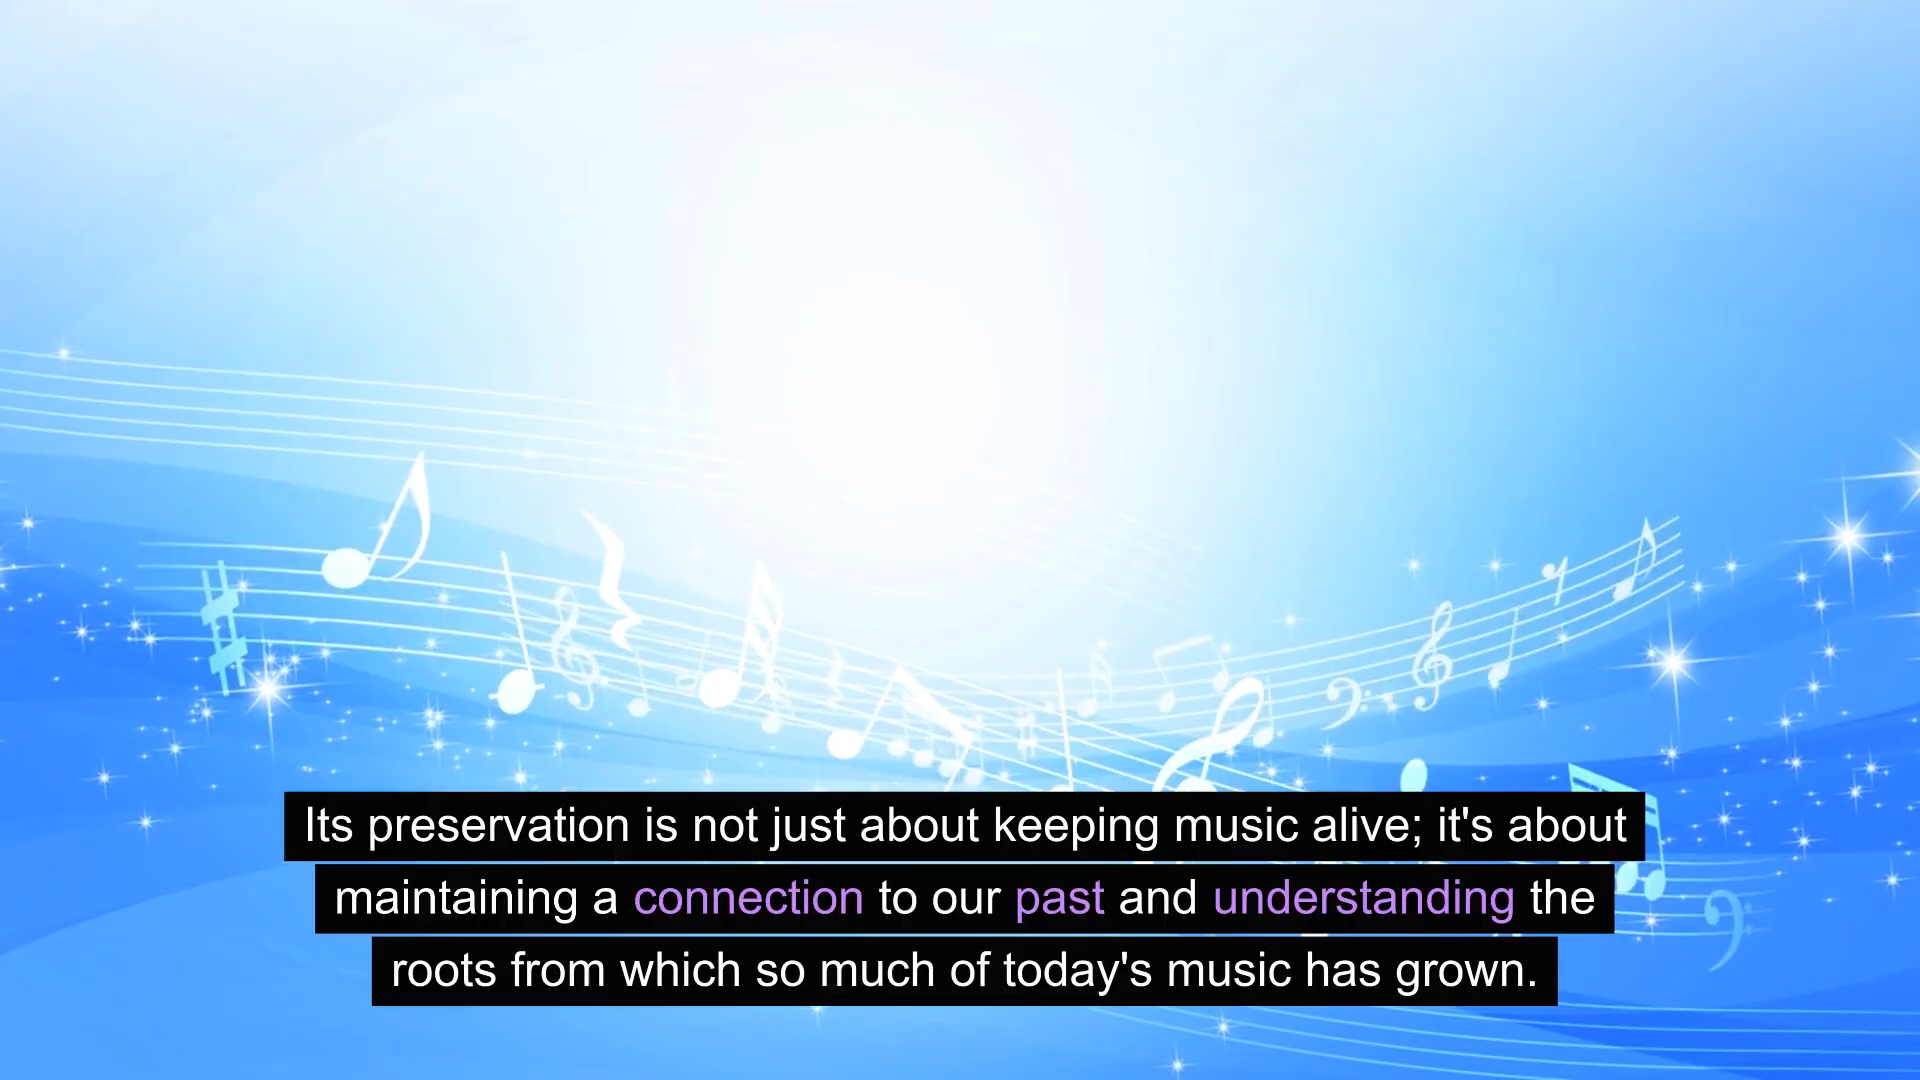 Its preservation is not just about keeping music alive; it's about
maintaining a connection to our past and understanding the
roots from which so much of today's music has grown.